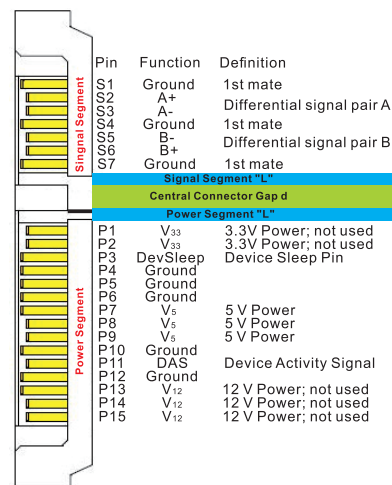 Pin Function Definition
S1 Ground 1st mate
S2 A+
Differential signal pair A
S3 A-
S4 Ground 1st mate
S5 B-
Differential signal pair B
S6 B+
S7 Ground 1st mate
Singnal Segment
Signal Segment "L"
Central Connector Gap d
Power Segment "L"
P1 V33 3.3V Power; not used
P2 V33 3.3V Power; not used
P3 DevSleep Device Sleep Pin
P4 Ground
P5 Ground
P6 Ground
P7 V5 5 V Power
P8 V5 5 V Power
P9 V5 5 V Power
P10 Ground
P11 DAS Device Activity Signal
P12 Ground
P13 V12 12 V Power; not used
P14 V12 12 V Power; not used
P15 V12 12 V Power; not used
Power Segment